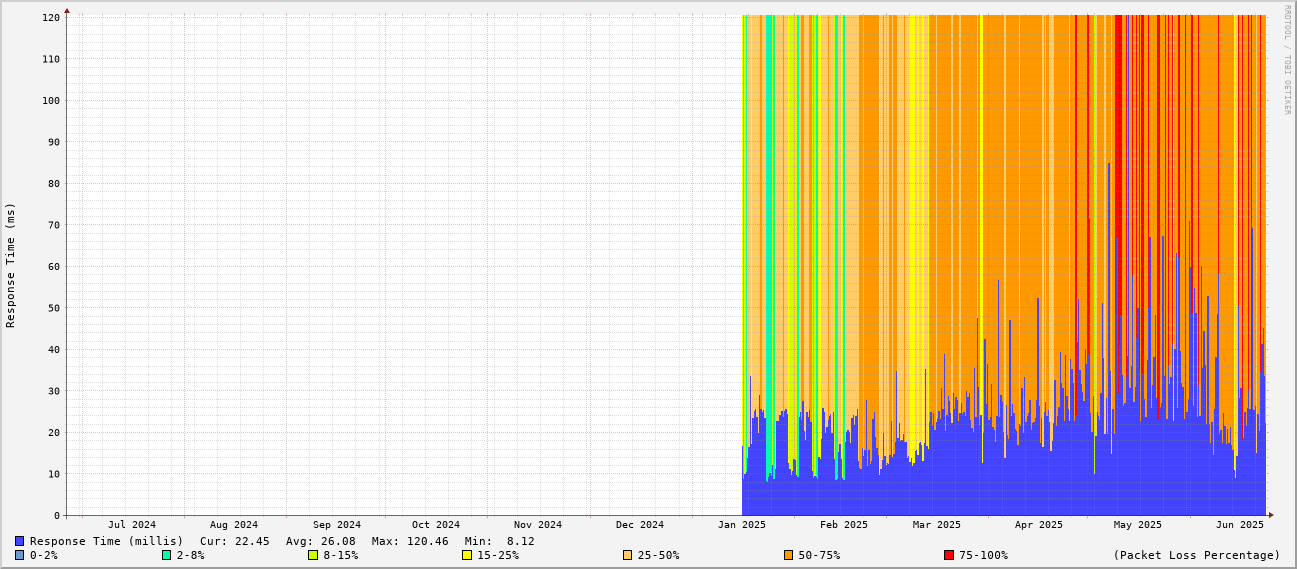 RRDTOOL / TOBI OETIKER
Response Time (ms)
120
110
100
90
80
70
60
50
40
30
20
10
0
Jul 2024 Aug 2024 Sep 2024 Oct 2024 Nov 2024 Dec 2024 Jan 2025 Feb 2025 Mar 2025 Apr 2025 May 2025 Jun 2025
Response Time (millis) Cur: 22.45 Avg: 26.08 Max: 120.46 Min: 8.12
0-2% 2-8% 8-15% 15-25% 25-50% 50-75% 75-100% (Packet Loss Percentage)